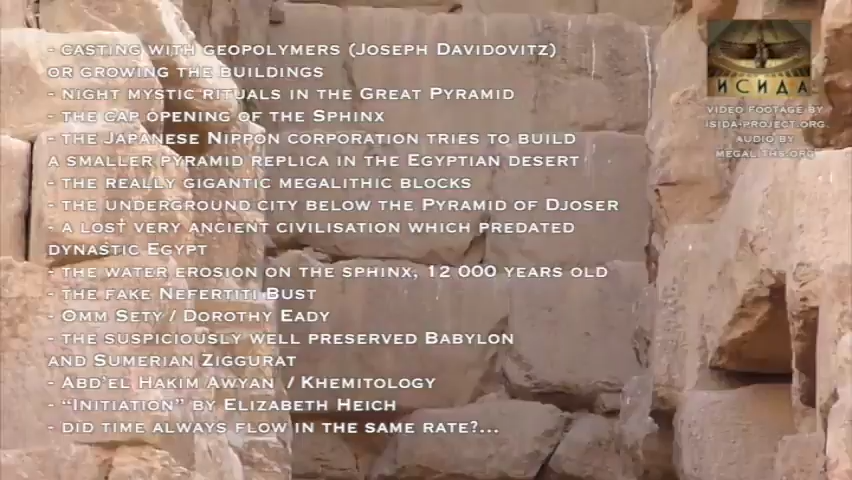 - casting with geopolymers (Joseph Davidovitz)
or growing the buildings
- night mystic rituals in the Great Pyramid
- the cap opening of the Sphinx
- the Japanese Nippon corporation tries to build
a smaller pyramid replica in the Egyptian desert
- the really gigantic megalithic blocks
- the underground city below the Pyramid of Djoser
- a lost very ancient civilisation which predated
dynastic Egypt
- the water erosion on the sphinx, 12 000 years old
- the fake Nefertiti Bust
- Omm Sety / Dorothy Eady
- the suspiciously well preserved Babylon
and Sumerian Ziggurat
- Abd'el Hakim Awyan / Khemitology
- “Initiation” by Elizabeth Heich
- did time always flow in the same rate?...
ИСИДА
video footage by
isida-project.org
audio by
megaliths.org